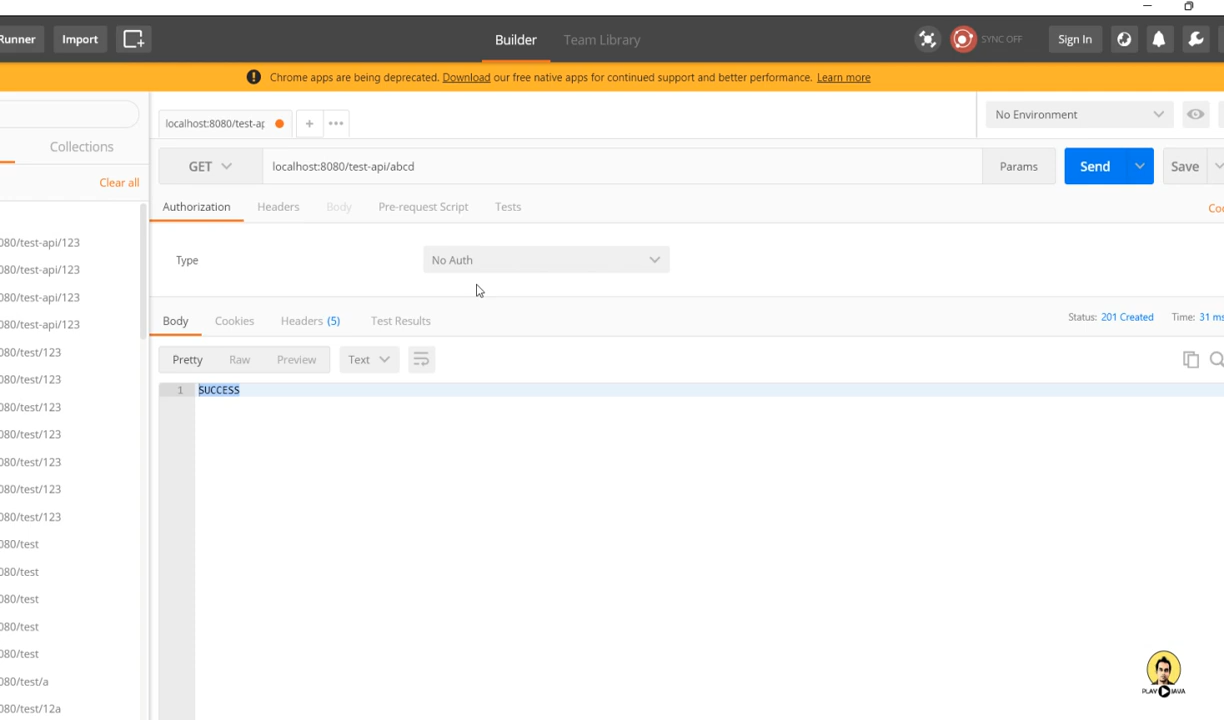 Runner
Import
Builder
Team Library
SYNC OFF
Sign In
Chrome apps are being deprecated. Download our free native apps for continued support and better performance. Learn more
localhost:8080/test-ap
+
No Environment
Collections
GET
localhost:8080/test-api/abcd
Params
Send
Save
Clear all
Authorization
Headers
Body
Pre-request Script
Tests
Coo
080/test-api/123
Type
No Auth
080/test-api/123
080/test-api/123
080/test-api/123
Body
Cookies
Headers (5)
Test Results
Status: 201 Created
Time: 31 ms
080/test/123
Pretty
Raw
Preview
Text
080/test/123
1 SUCCESS
080/test/123
080/test/123
080/test/123
080/test/123
080/test/123
080/test
080/test
080/test
080/test
080/test
080/test/a
080/test/12a
PLAY JAVA